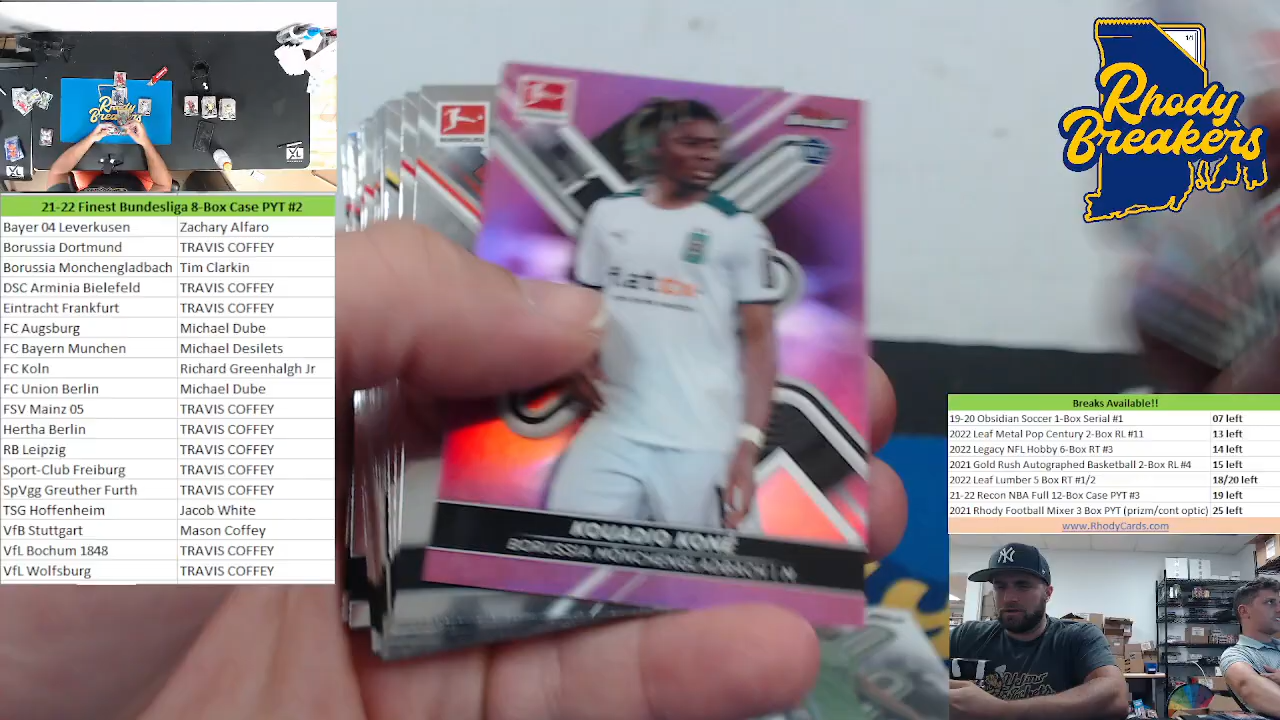 21-22 Finest Bundesliga 8-Box Case PYT #2
Bayer 04 Leverkusen Zachary Alfaro
Borussia Dortmund TRAVIS COFFEY
Borussia Monchengladbach Tim Clarkin
DSC Arminia Bielefeld TRAVIS COFFEY
Eintracht Frankfurt TRAVIS COFFEY
FC Augsburg Michael Dube
FC Bayern Munchen Michael Desilets
FC Koln Richard Greenhalgh Jr
FC Union Berlin Michael Dube
FSV Mainz 05 TRAVIS COFFEY
Hertha Berlin TRAVIS COFFEY
RB Leipzig TRAVIS COFFEY
Sport-Club Freiburg TRAVIS COFFEY
SpVgg Greuther Furth TRAVIS COFFEY
TSG Hoffenheim Jacob White
VfB Stuttgart Mason Coffey
VfL Bochum 1848 TRAVIS COFFEY
VfL Wolfsburg TRAVIS COFFEY
BUNDESLIGA
KOUADIO KONÉ
BORUSSIA MÖNCHENGLADBACH | M
1/1
Rhody
Breakers
Breaks Available!!
19-20 Obsidian Soccer 1-Box Serial #1 07 left
2022 Leaf Metal Pop Century 2-Box RL #11 13 left
2022 Legacy NFL Hobby 6-Box RT #3 14 left
2021 Gold Rush Autographed Basketball 2-Box RL #4 15 left
2022 Leaf Lumber 5 Box RT #1/2 18/20 left
21-22 Recon NBA Full 12-Box Case PYT #3 19 left
2021 Rhody Football Mixer 3 Box PYT (prizm/cont optic) 25 left
www.RhodyCards.com